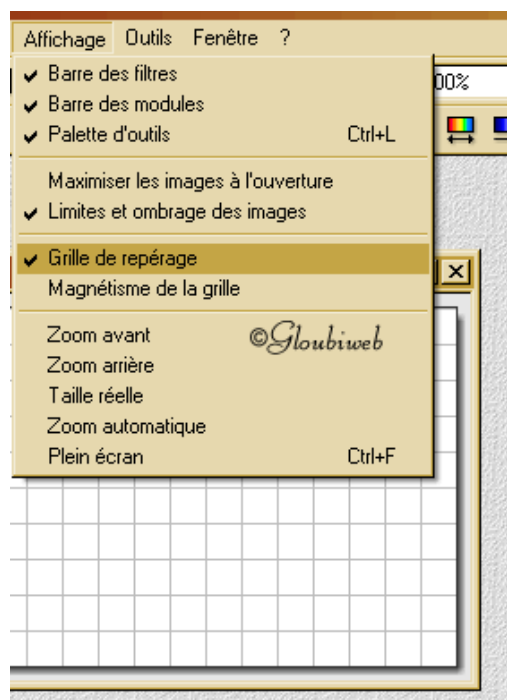 Affichage Outils Fenêtre ?
Barre des filtres
00%
Barre des modules
Palette d'outils Ctrl+L
Maximiser les images à l'ouverture
Limites et ombrage des images
Grille de repérage
Magnétisme de la grille
Zoom avant
©Gloubiweb
Zoom arrière
Taille réelle
Zoom automatique
Plein écran Ctrl+F